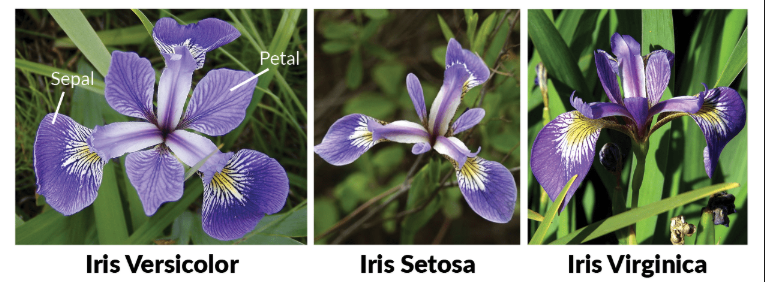 Sepal
Petal
Iris Versicolor
Iris Setosa
Iris Virginica